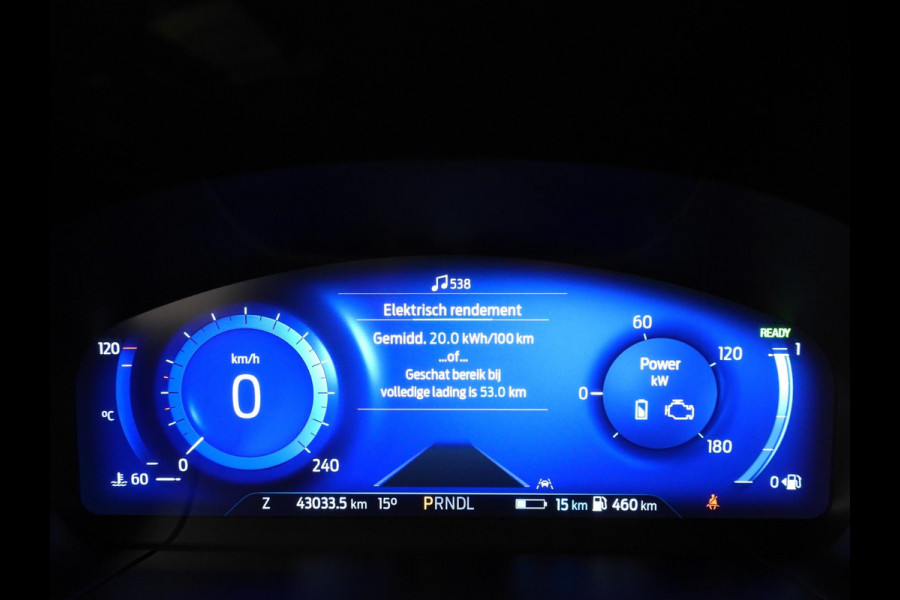 538
Elektrisch rendement
Gemidd. 20.0 kWh/100 km
...of...
Geschat bereik bij
volledige lading is 53.0 km
120
°C
60
km/h
0
0
240
60
120
180
0
Power
kW
READY
1
0
Z 43033.5 km 15° PRNDL 15 km 460 km